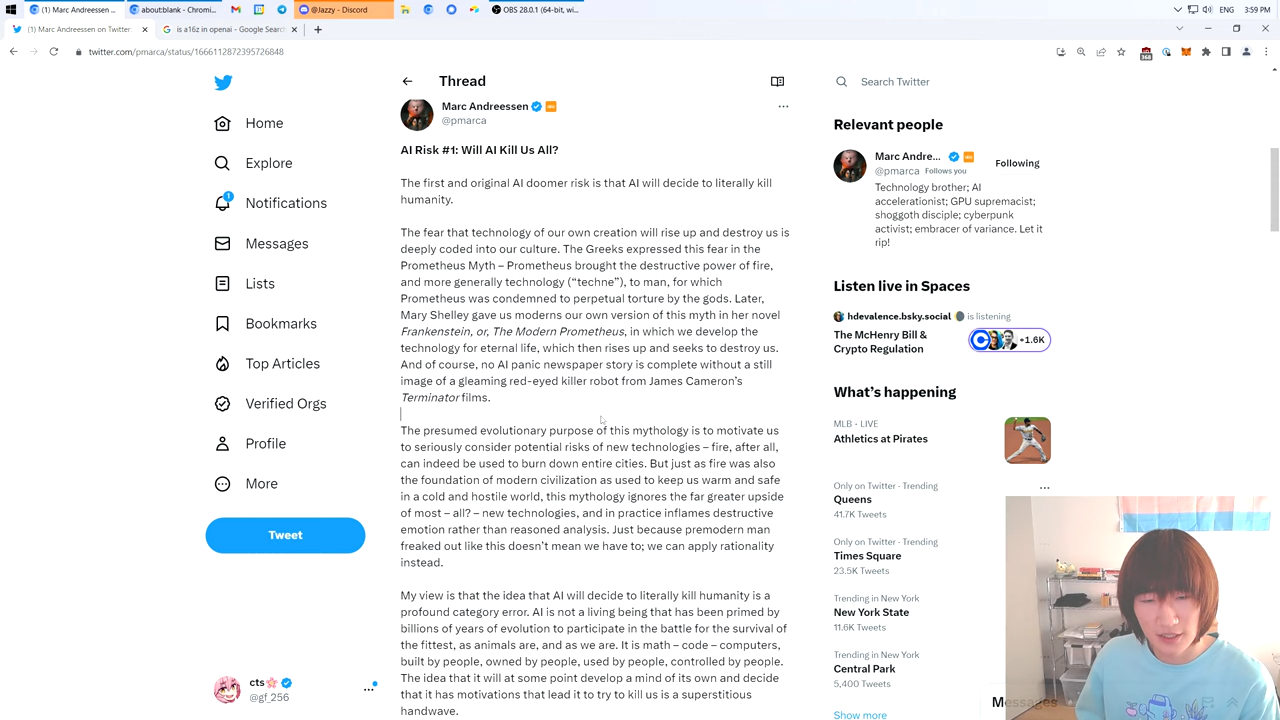 (1) Marc Andreessen ...
about:blank - Chromi...
@Jazzy - Discord
OBS 28.0.1 (64-bit, wi...
ENG
3:59 PM
(1) Marc Andreessen on Twitter:
is a16z in openai - Google Search
twitter.com/pmarca/status/1666112872395726848
368
Thread
Search Twitter
Home
Explore
1
Notifications
Messages
Lists
Bookmarks
Top Articles
Verified Orgs
Profile
More
Tweet
cts
@gf_256
Marc Andreessen
@pmarca
AI Risk #1: Will AI Kill Us All?
The first and original AI doomer risk is that AI will decide to literally kill
humanity.
The fear that technology of our own creation will rise up and destroy us is
deeply coded into our culture. The Greeks expressed this fear in the
Prometheus Myth – Prometheus brought the destructive power of fire,
and more generally technology (“techne”), to man, for which
Prometheus was condemned to perpetual torture by the gods. Later,
Mary Shelley gave us moderns our own version of this myth in her novel
Frankenstein, or, The Modern Prometheus, in which we develop the
technology for eternal life, which then rises up and seeks to destroy us.
And of course, no AI panic newspaper story is complete without a still
image of a gleaming red-eyed killer robot from James Cameron’s
Terminator films.
The presumed evolutionary purpose of this mythology is to motivate us
to seriously consider potential risks of new technologies – fire, after all,
can indeed be used to burn down entire cities. But just as fire was also
the foundation of modern civilization as used to keep us warm and safe
in a cold and hostile world, this mythology ignores the far greater upside
of most – all? – new technologies, and in practice inflames destructive
emotion rather than reasoned analysis. Just because premodern man
freaked out like this doesn’t mean we have to; we can apply rationality
instead.
My view is that the idea that AI will decide to literally kill humanity is a
profound category error. AI is not a living being that has been primed by
billions of years of evolution to participate in the battle for the survival of
the fittest, as animals are, and as we are. It is math – code – computers,
built by people, owned by people, used by people, controlled by people.
The idea that it will at some point develop a mind of its own and decide
that it has motivations that lead it to try to kill us is a superstitious
handwave.
Relevant people
Marc Andre...
@pmarca Follows you
Following
Technology brother; AI
accelerationist; GPU supremacist;
shoggoth disciple; cyberpunk
activist; embracer of variance. Let it
rip!
Listen live in Spaces
hdevalence.bsky.social is listening
The McHenry Bill &
Crypto Regulation
+1.6K
What’s happening
MLB · LIVE
Athletics at Pirates
Only on Twitter · Trending
Queens
41.7K Tweets
Only on Twitter · Trending
Times Square
23.5K Tweets
Trending in New York
New York State
11.6K Tweets
Trending in New York
Central Park
5,400 Tweets
Show more
Messages